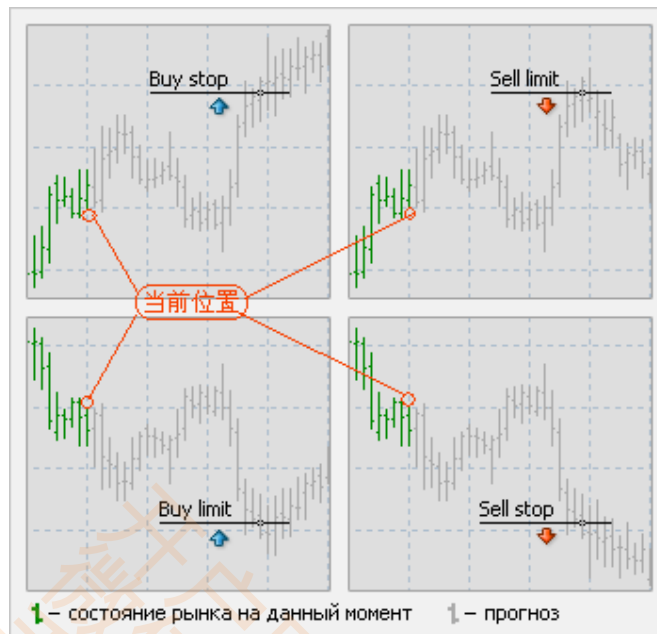 Buy stop
Sell limit
当前位置
Buy limit
Sell stop
– состояние рынка на данный момент
– прогноз